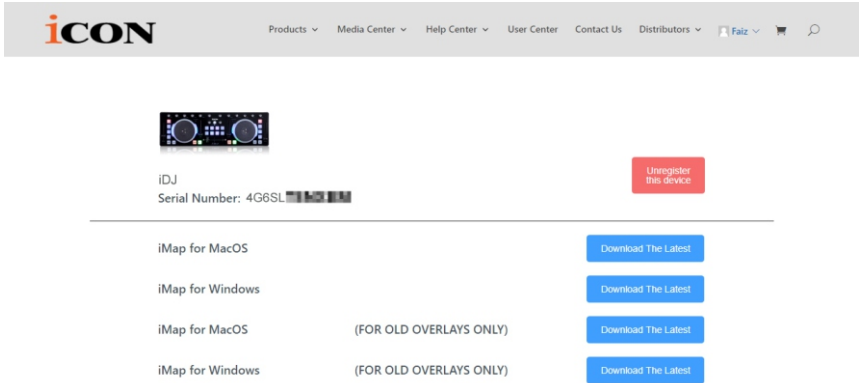 iCON
Products Media Center Help Center User Center Contact Us Distributors Faiz
iDJ
Serial Number: 4G6SL
Unregister
this device
iMap for MacOS Download The Latest
iMap for Windows Download The Latest
iMap for MacOS (FOR OLD OVERLAYS ONLY) Download The Latest
iMap for Windows (FOR OLD OVERLAYS ONLY) Download The Latest